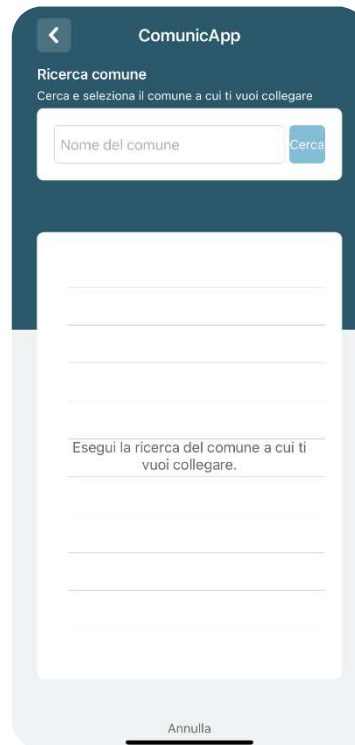 ComunicApp
Ricerca comune
Cerca e seleziona il comune a cui ti vuoi collegare
Nome del comune
Cerca
Esegui la ricerca del comune a cui ti
vuoi collegare.
Annulla